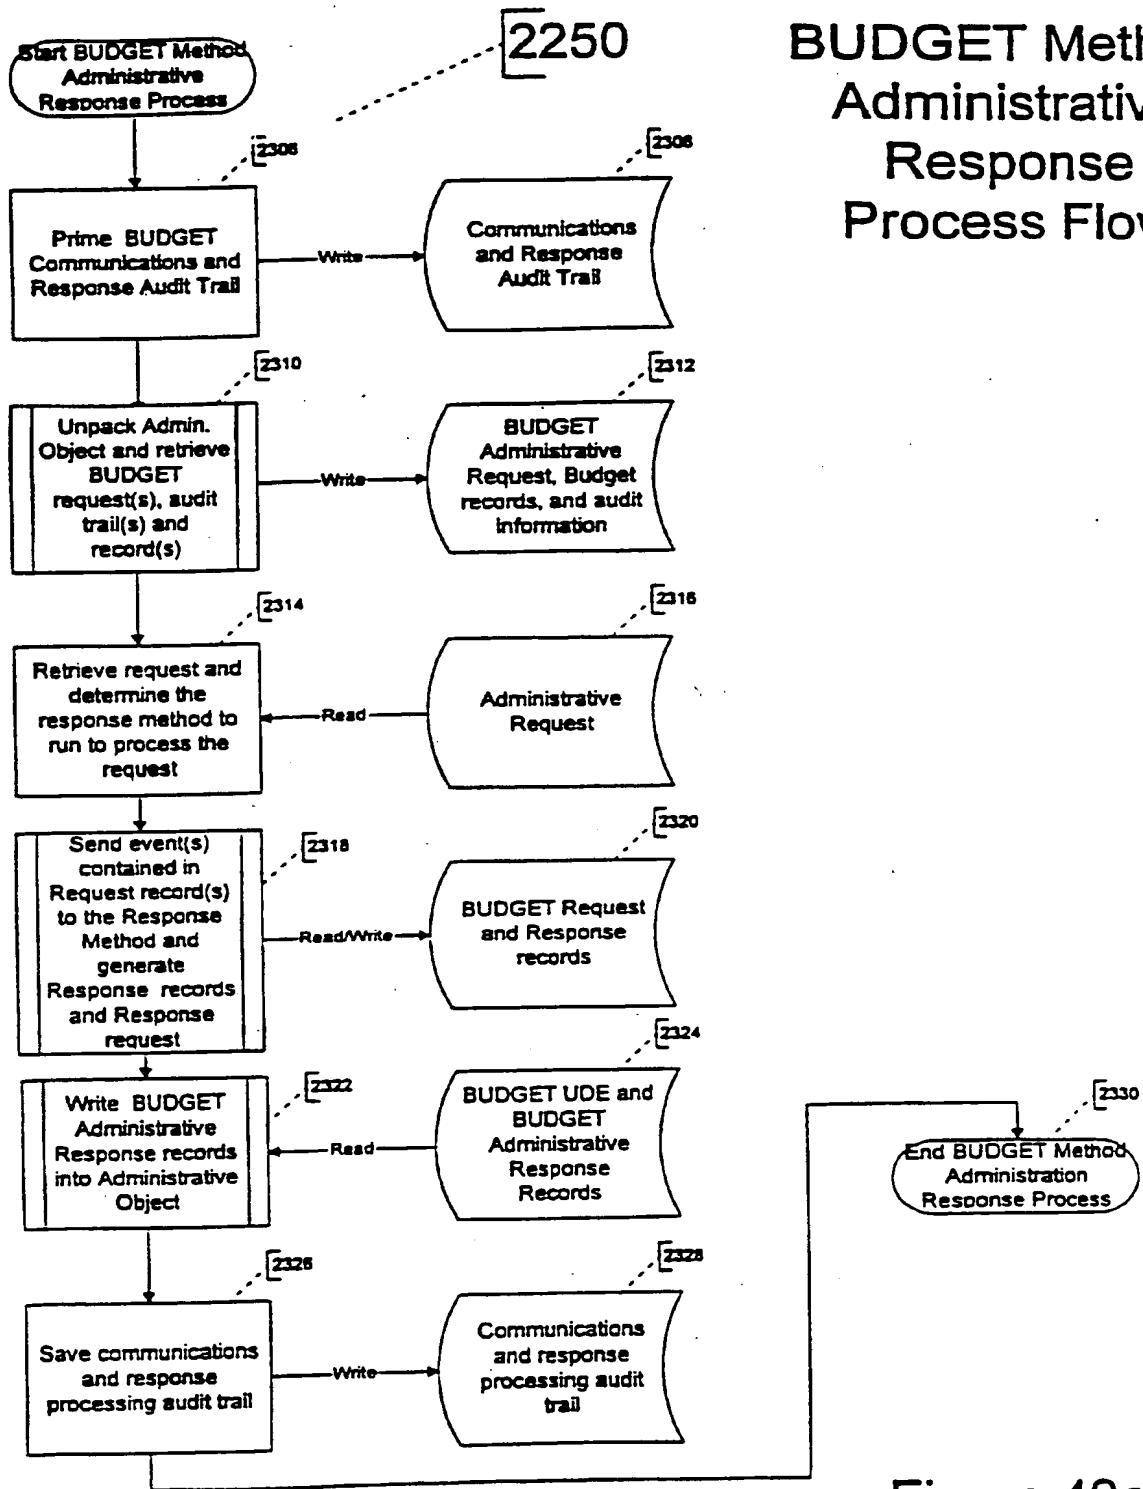 2250
BUDGET Meth
Administrativ
Response
Process Flov
Start BUDGET Method
Administrative
Response Process
2308
2306
Prime BUDGET
Communications and
Response Audit Trail
Write
Communications
and Response
Audit Trail
2310
2312
Unpack Admin.
Object and retrieve
BUDGET
request(s), audit
trail(s) and
record(s)
Write
BUDGET
Administrative
Request, Budget
records, and audit
information
2314
2316
Retrieve request and
determine the
response method to
run to process the
request
Read
Administrative
Request
2318
2320
Send event(s)
contained in
Request record(s)
to the Response
Method and
generate
Response records
and Response
request
Read/Write
BUDGET Request
and Response
records
2322
2324
Write BUDGET
Administrative
Response records
into Administrative
Object
Read
BUDGET UDE and
BUDGET
Administrative
Response
Records
2330
End BUDGET Method
Administration
Response Process
2326
2328
Save communications
and response
processing audit trail
Write
Communications
and response
processing audit
trail